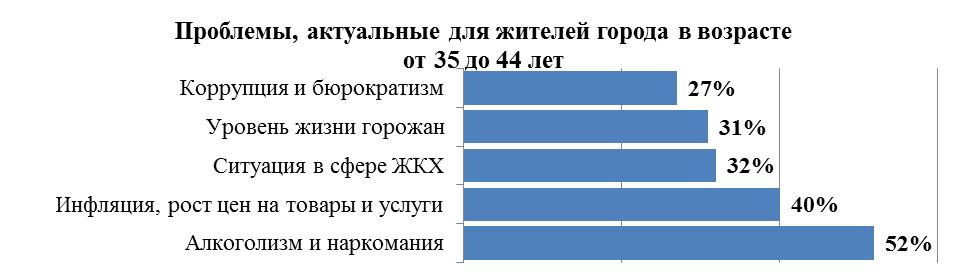 Проблемы, актуальные для жителей города в возрасте
от 35 до 44 лет
Коррупция и бюрократизм 27%
Уровень жизни горожан 31%
Ситуация в сфере ЖКХ 32%
Инфляция, рост цен на товары и услуги 40%
Алкоголизм и наркомания 52%